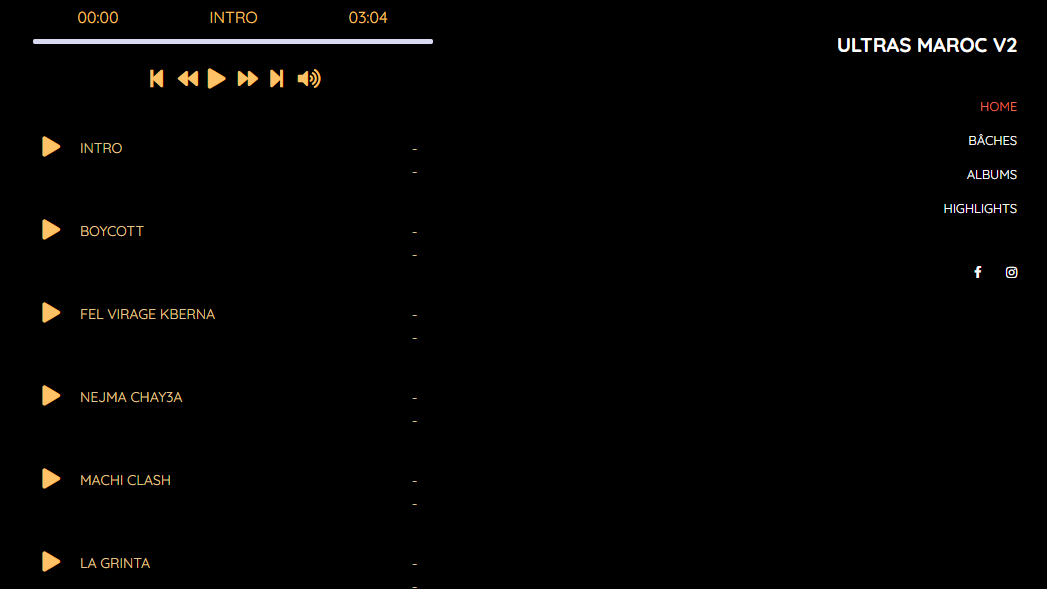 00:00 INTRO 03:04
ULTRAS MAROC V2
HOME
BÂCHES
ALBUMS
HIGHLIGHTS
INTRO -
-
BOYCOTT -
-
FEL VIRAGE KBERNA -
-
NEJMA CHAY3A -
-
MACHI CLASH -
-
LA GRINTA -
-